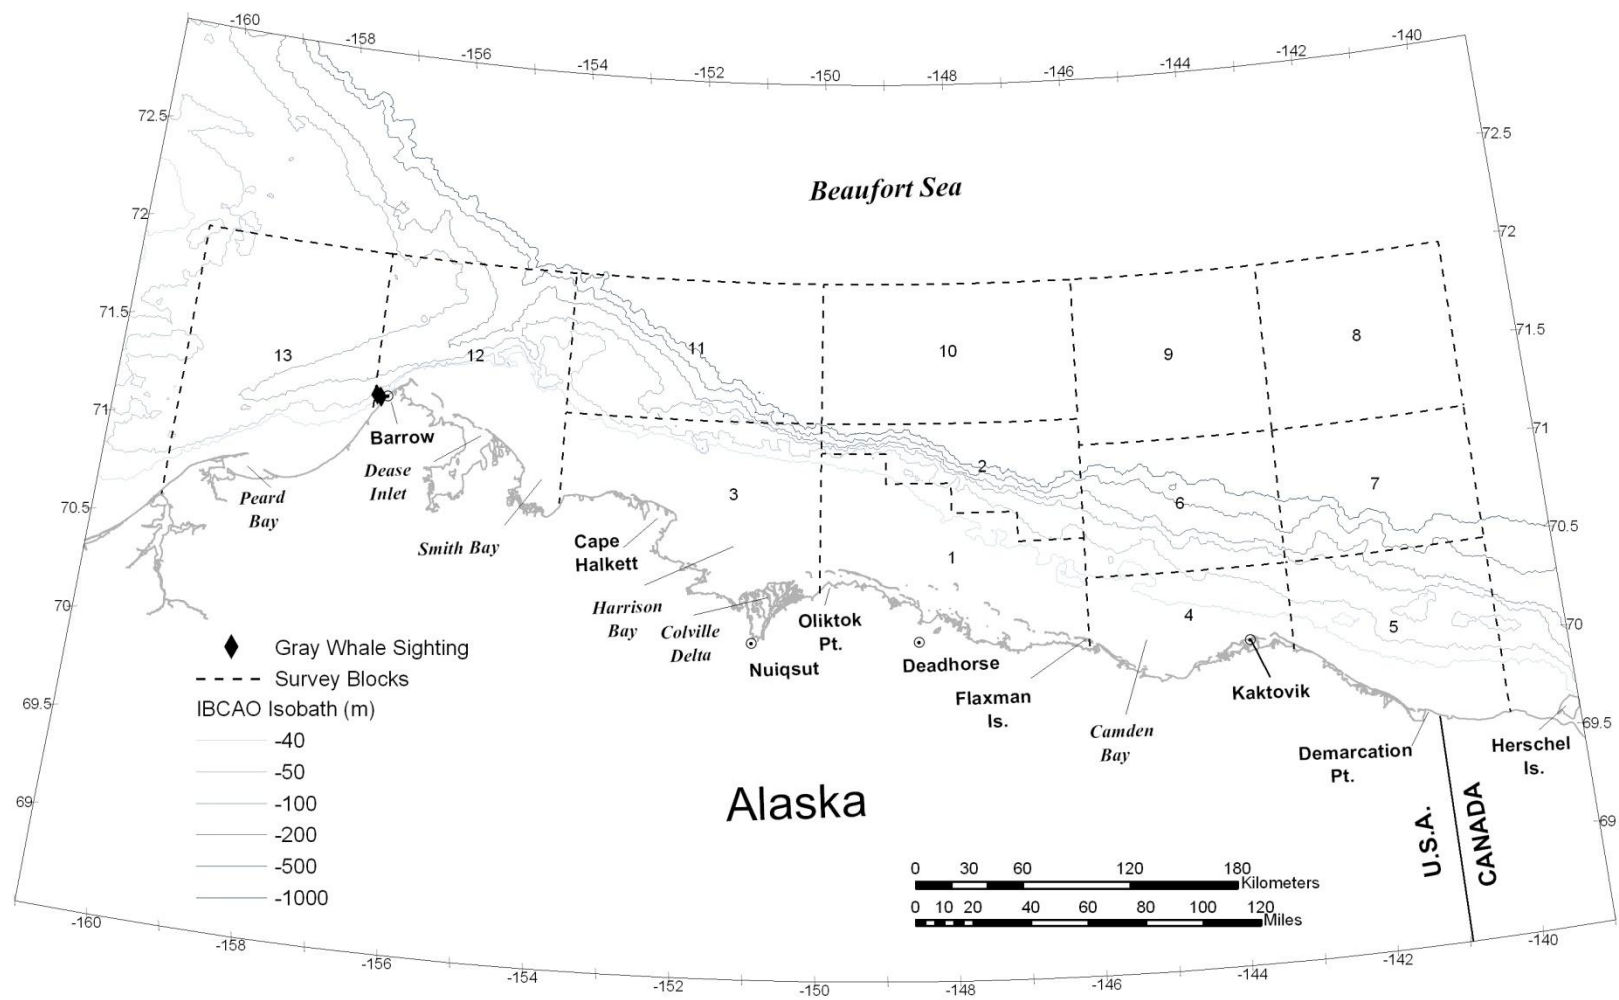 -160
-158
-156
-154
-152
-150
-148
-146
-144
-142
-140
72.5
72.5
Beaufort Sea
72
72
71.5
71.5
13
12
11
10
9
8
71
71
Barrow
Dease
Inlet
Peard
Bay
Smith Bay
70.5
70.5
3
2
6
7
Cape
Halkett
1
Harrison
Bay
Colville
Delta
Oliktok
Pt.
Nuiqsut
Deadhorse
Flaxman
Is.
4
5
Kaktovik
Camden
Bay
Demarcation
Pt.
Herschel
Is.
70
70
69.5
69.5
69
69
Gray Whale Sighting
Survey Blocks
IBCAO Isobath (m)
-40
-50
-100
-200
-500
-1000
Alaska
U.S.A.
CANADA
0 30 60 120 180
Kilometers
0 10 20 40 60 80 100 120
Miles
-160
-158
-156
-154
-152
-150
-148
-146
-144
-142
-140